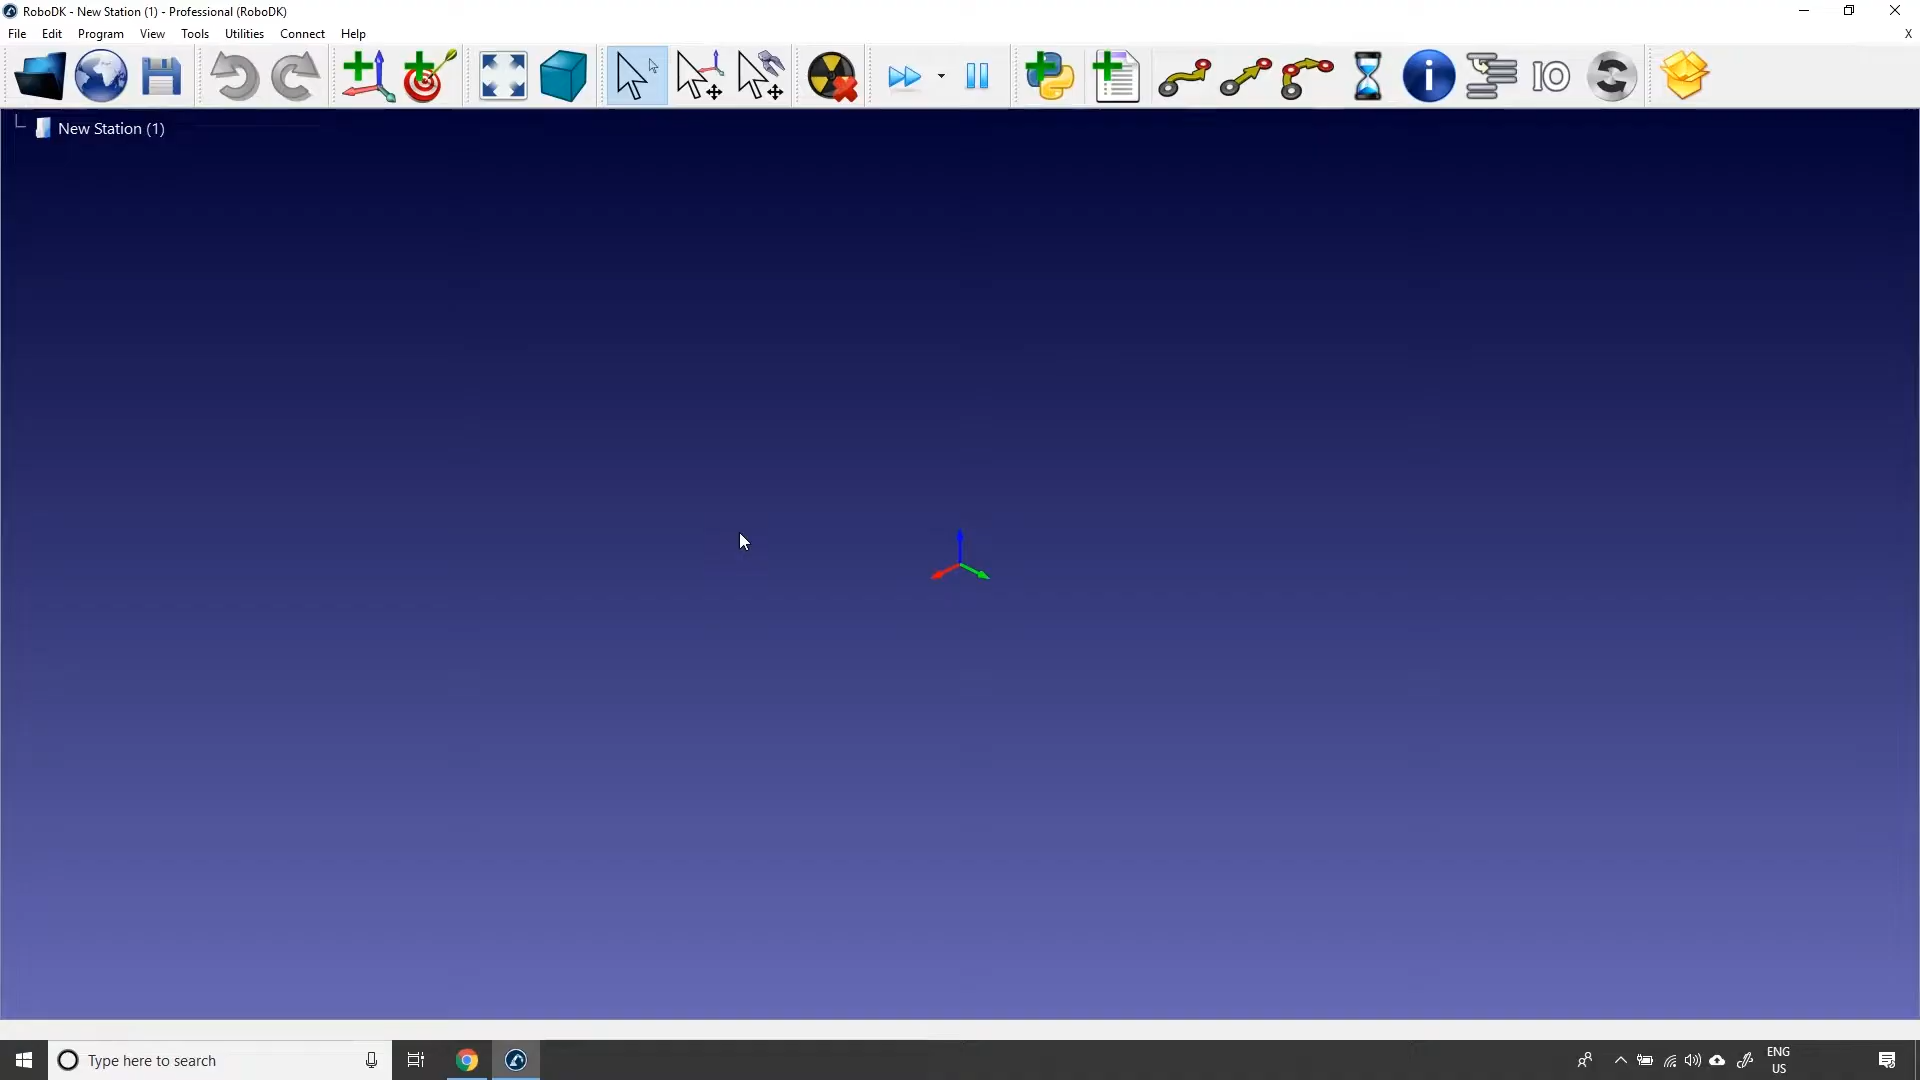 RoboDK - New Station (1) - Professional (RoboDK)
File Edit Program View Tools Utilities Connect Help
X
IO
New Station (1)
Type here to search
ENG
US